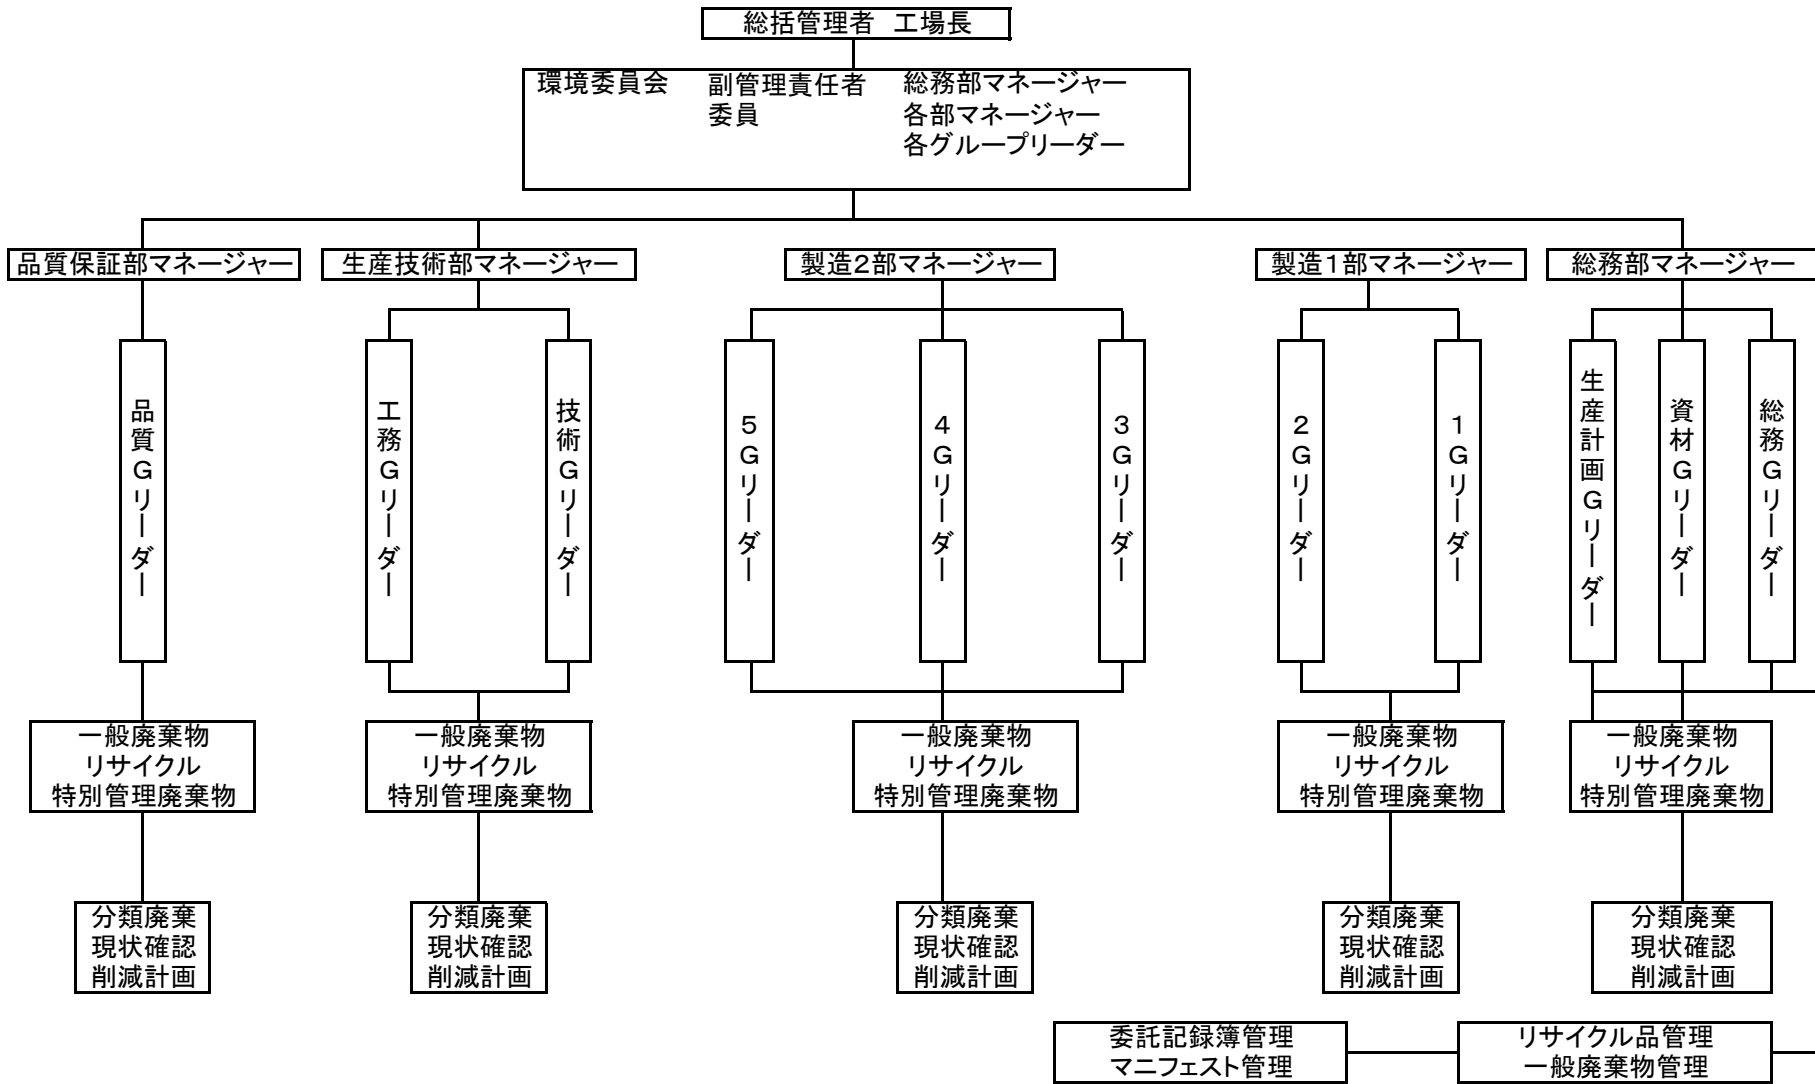 総括管理者　工場長
環境委員会　副管理責任者　総務部マネージャー
委員　各部マネージャー
各グループリーダー
品質保証部マネージャー
生産技術部マネージャー
製造２部マネージャー
製造１部マネージャー
総務部マネージャー
品質Ｇリーダー
工務Ｇリーダー
技術Ｇリーダー
５Ｇリーダー
４Ｇリーダー
３Ｇリーダー
２Ｇリーダー
１Ｇリーダー
生産計画Ｇリーダー
資材Ｇリーダー
総務Ｇリーダー
一般廃棄物
リサイクル
特別管理廃棄物
一般廃棄物
リサイクル
特別管理廃棄物
一般廃棄物
リサイクル
特別管理廃棄物
一般廃棄物
リサイクル
特別管理廃棄物
一般廃棄物
リサイクル
特別管理廃棄物
分類廃棄
現状確認
削減計画
分類廃棄
現状確認
削減計画
分類廃棄
現状確認
削減計画
分類廃棄
現状確認
削減計画
分類廃棄
現状確認
削減計画
委託記録簿管理
マニフェスト管理
リサイクル品管理
一般廃棄物管理